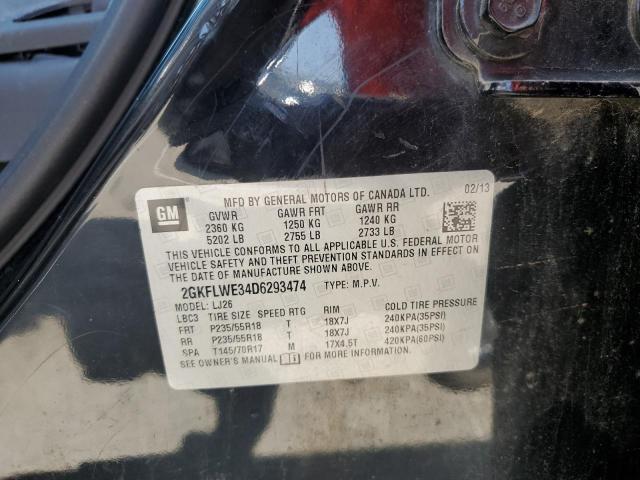 MFD BY GENERAL MOTORS OF CANADA LTD. 02/13
GM
GVWR GAWR FRT GAWR RR
2360 KG 1250 KG 1240 KG
5202 LB 2755 LB 2733 LB
THIS VEHICLE CONFORMS TO ALL APPLICABLE U.S. FEDERAL MOTOR
VEHICLE SAFETY, BUMPER, AND THEFT PREVENTION STANDARDS IN EFFECT ON
THE DATE OF MANUFACTURE SHOWN ABOVE.
2GKFLWE34D6293474 TYPE: M.P.V.
MODEL: LJ26
LBC3 TIRE SIZE SPEED RTG RIM COLD TIRE PRESSURE
FRT P235/55R18 T 18X7J 240KPA(35PSI)
RR P235/55R18 T 18X7J 240KPA(35PSI)
SPA T145/70R17 M 17X4.5T 420KPA(60PSI)
SEE OWNER'S MANUAL FOR MORE INFORMATION.